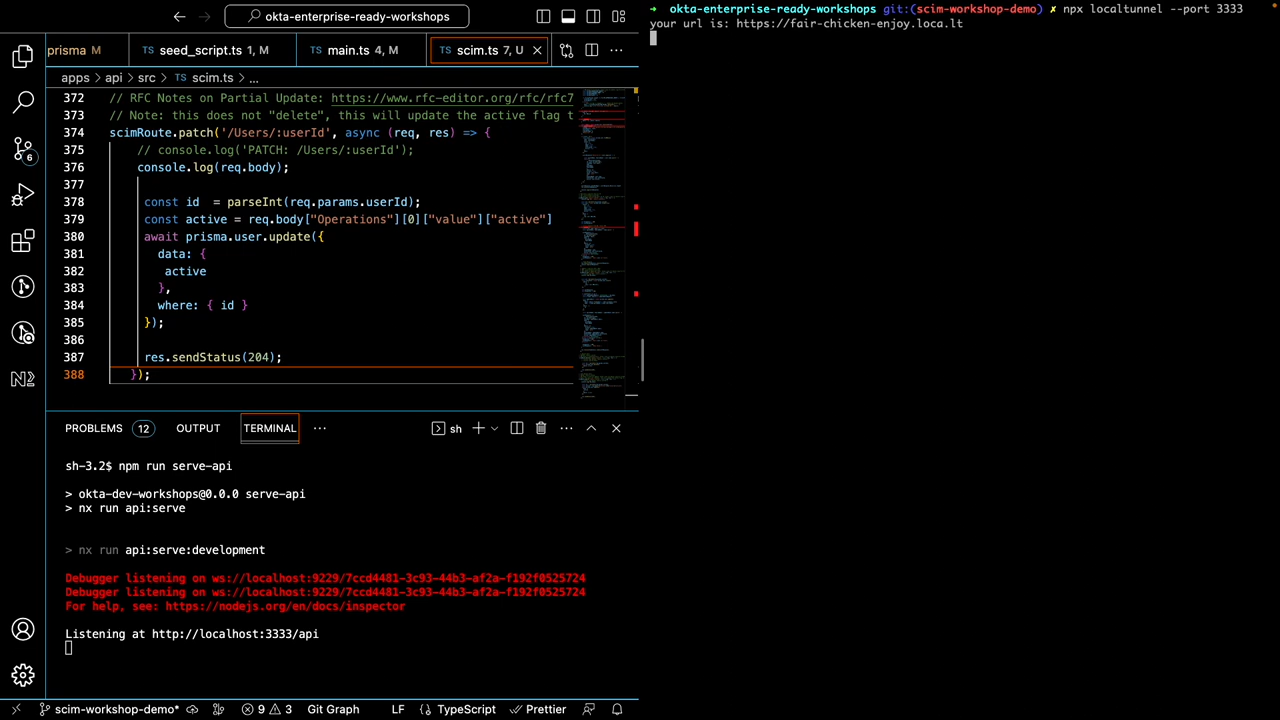 okta-enterprise-ready-workshops
prisma M
TS seed_script.ts 1, M
TS main.ts 4, M
TS scim.ts 7, U
apps > api > src > TS scim.ts > ...
372 // RFC Notes on Partial Update: https://www.rfc-editor.org/rfc/rfc7
373 // Note: his does not "delete", this will update the active flag t
374 scimRoute.patch('/Users/:userId', async (req, res) => {
375 // console.log('PATCH: /Users/:userId');
376 console.log(req.body);
377
378 const id = parseInt(req.params.userId);
379 const active = req.body["Operations"][0]["value"]["active"]
380 await prisma.user.update({
381 data: {
382 active
383 },
384 where: { id }
385 });
386
387 res.sendStatus(204);
388 });
6
PROBLEMS 12 OUTPUT TERMINAL ...
sh
sh-3.2$ npm run serve-api
> okta-dev-workshops@0.0.0 serve-api
> nx run api:serve
> nx run api:serve:development
Debugger listening on ws://localhost:9229/7ccd4481-3c93-44b3-af2a-f192f0525724
Debugger listening on ws://localhost:9229/7ccd4481-3c93-44b3-af2a-f192f0525724
For help, see: https://nodejs.org/en/docs/inspector
Listening at http://localhost:3333/api
scim-workshop-demo* 9 3 Git Graph LF {} TypeScript Prettier
➜ okta-enterprise-ready-workshops git:(scim-workshop-demo) ✗ npx localtunnel --port 3333
your url is: https://fair-chicken-enjoy.loca.lt